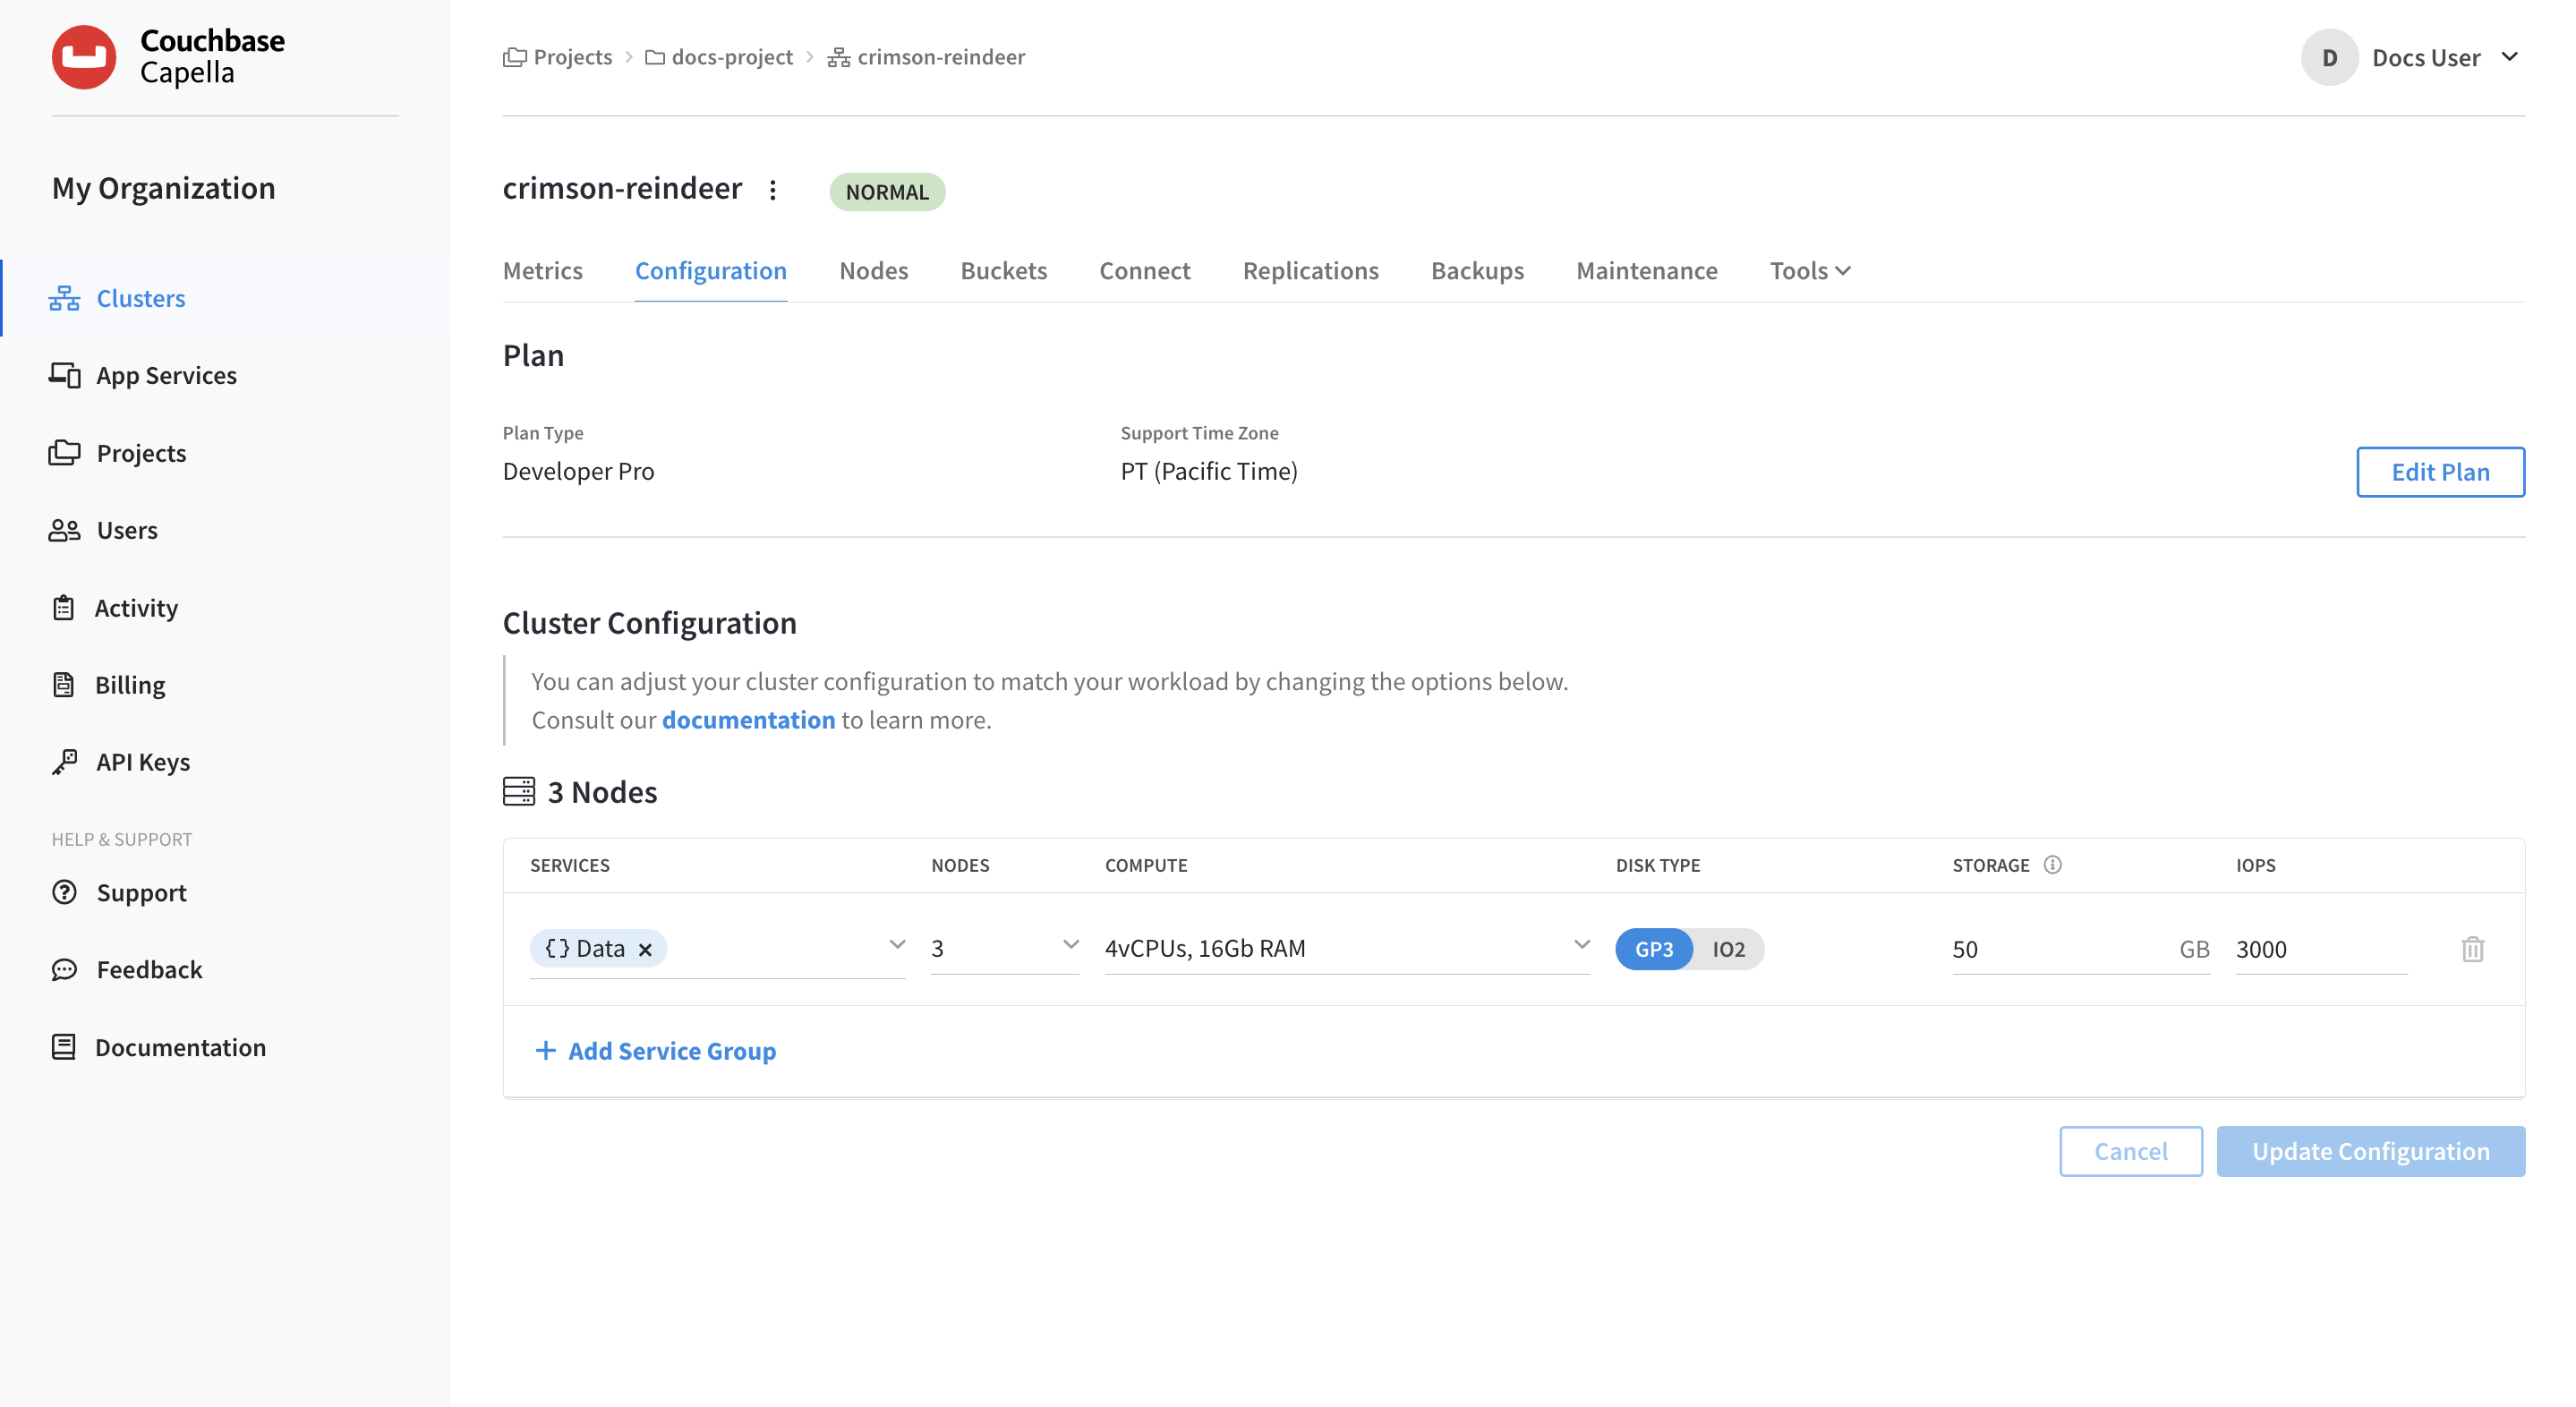 Couchbase
Capella
My Organization
Clusters
App Services
Projects
Users
Activity
Billing
API Keys
HELP & SUPPORT
Support
Feedback
Documentation
Projects > docs-project > crimson-reindeer
D Docs User
crimson-reindeer NORMAL
Metrics Configuration Nodes Buckets Connect Replications Backups Maintenance Tools
Plan
Plan Type Support Time Zone
Developer Pro PT (Pacific Time)
Edit Plan
Cluster Configuration
You can adjust your cluster configuration to match your workload by changing the options below.
Consult our documentation to learn more.
3 Nodes
SERVICES NODES COMPUTE DISK TYPE STORAGE IOPS
{} Data × 3 4vCPUs, 16Gb RAM GP3 IO2 50 GB 3000
+ Add Service Group
Cancel Update Configuration